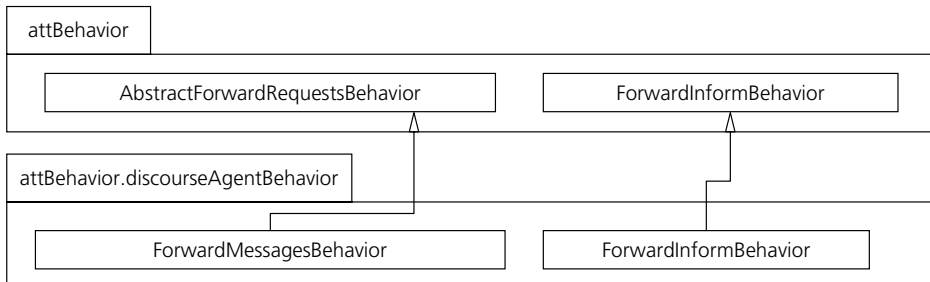 attBehavior
AbstractForwardRequestsBehavior
ForwardInformBehavior
attBehavior.discourseAgentBehavior
ForwardMessagesBehavior
ForwardInformBehavior